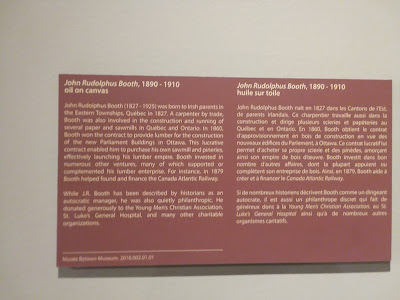 John Rudolphus Booth, 1890 - 1910
oil on canvas
John Rudolphus Booth (1827 - 1925) was born to Irish parents in
the Eastern Townships, Québec in 1827. A carpenter by trade,
Booth was also involved in the construction and running of
several paper and sawmills in Québec and Ontario. In 1860,
Booth won the contract to provide lumber for the construction
of the new Parliament Buildings in Ottawa. This lucrative
contract enabled him to purchase his own sawmill and pineries,
effectively launching his lumber empire. Booth invested in
numerous other ventures, many of which supported or
complemented his lumber enterprise. For instance, in 1879
Booth helped found and finance the Canada Atlantic Railway.
While J.R. Booth has been described by historians as an
autocratic manager, he was also quietly philanthropic. He
donated generously to the Young Men's Christian Association,
St. Luke's General Hospital, and many other charitable
organizations.
Musée Bytown Museum, 2016.002.01.01
John Rudolphus Booth, 1890 - 1910
huile sur toile
John Rudolphus Booth naît en 1827 dans les Cantons de l'Est,
de parents irlandais. Ce charpentier travaille aussi dans la
construction et dirige plusieurs scieries et papetières au
Québec et en Ontario. En 1860, Booth obtient le contrat
d'approvisionnement en bois de construction en vue des
nouveaux édifices du Parlement, à Ottawa. Ce contrat lucratif lui
permet d'acheter sa propre scierie et des pinèdes, amorçant
ainsi son empire du bois d'œuvre. Booth investit dans bon
nombre d'autres affaires, dont la plupart appuient ou
complètent son entreprise de bois. Ainsi, en 1879, Booth aide à
créer et à financer le Canada Atlantic Railway.
Si de nombreux historiens décrivent Booth comme un dirigeant
autocrate, il est aussi un philanthrope discret qui fait de
généreux dons à la Young Men's Christian Association, au St.
Luke's General Hospital ainsi qu'à de nombreux autres
organismes caritatifs.